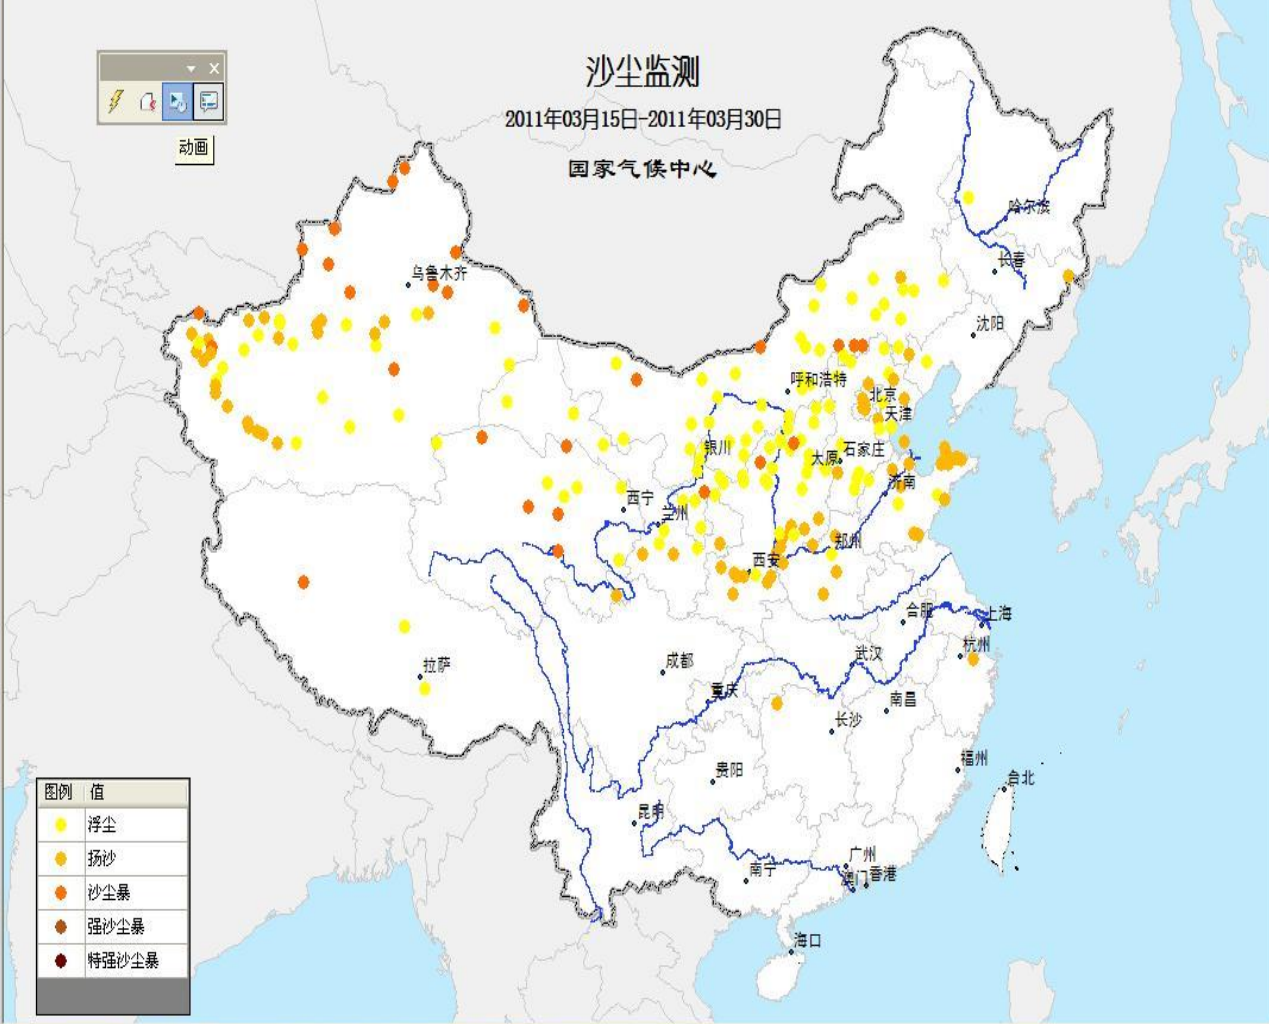 沙尘监测
2011年03月15日-2011年03月30日
国家气候中心
动画
哈尔滨
长春
乌鲁木齐
沈阳
呼和浩特
北京
天津
银川
太原
石家庄
济南
西宁
兰州
西安
郑州
合肥
上海
杭州
拉萨
成都
武汉
重庆
南昌
长沙
贵阳
福州
台北
昆明
广州
南宁
澳门
香港
海口
图例 值
浮尘
扬沙
沙尘暴
强沙尘暴
特强沙尘暴